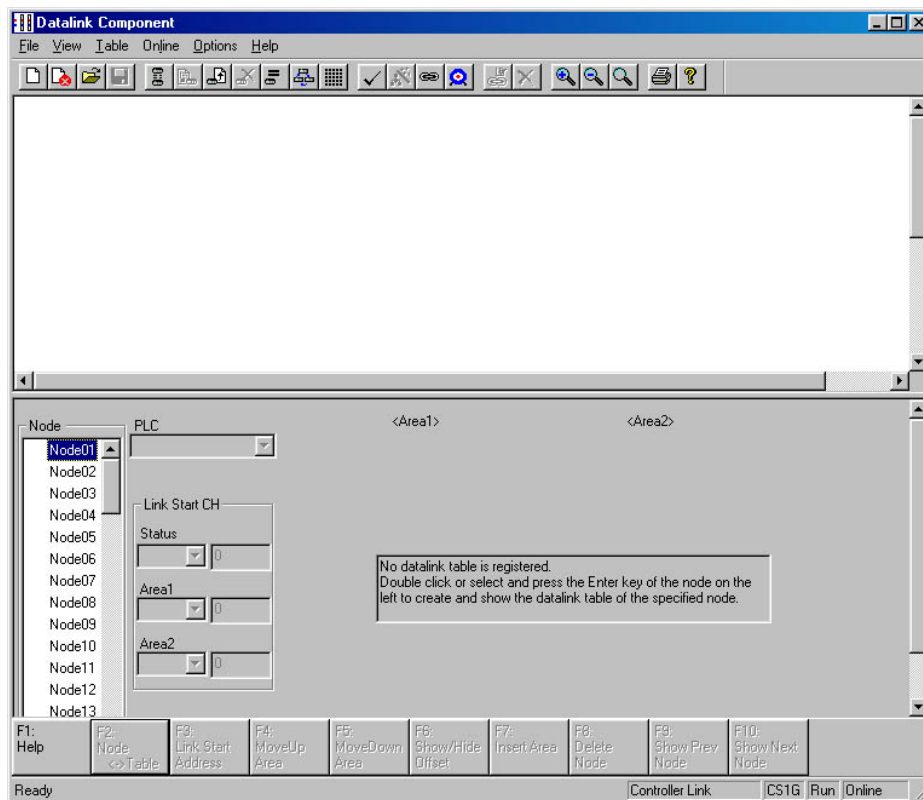 Datalink Component
File View Table Online Options Help
<Area1> <Area2>
Node
Node01
Node02
Node03
Node04
Node05
Node06
Node07
Node08
Node09
Node10
Node11
Node12
Node13
PLC
Link Start CH
Status
0
Area1
0
Area2
0
No datalink table is registered.
Double click or select and press the Enter key of the node on the
left to create and show the datalink table of the specified node.
F1:
Help
F2:
Node
<->Table
F3:
Link Start
Address
F4:
MoveUp
Area
F5:
MoveDown
Area
F6:
Show/Hide
Offset
F7:
Insert Area
F8:
Delete
Node
F9:
Show Prev
Node
F10:
Show Next
Node
Ready Controller Link CS1G Run Online